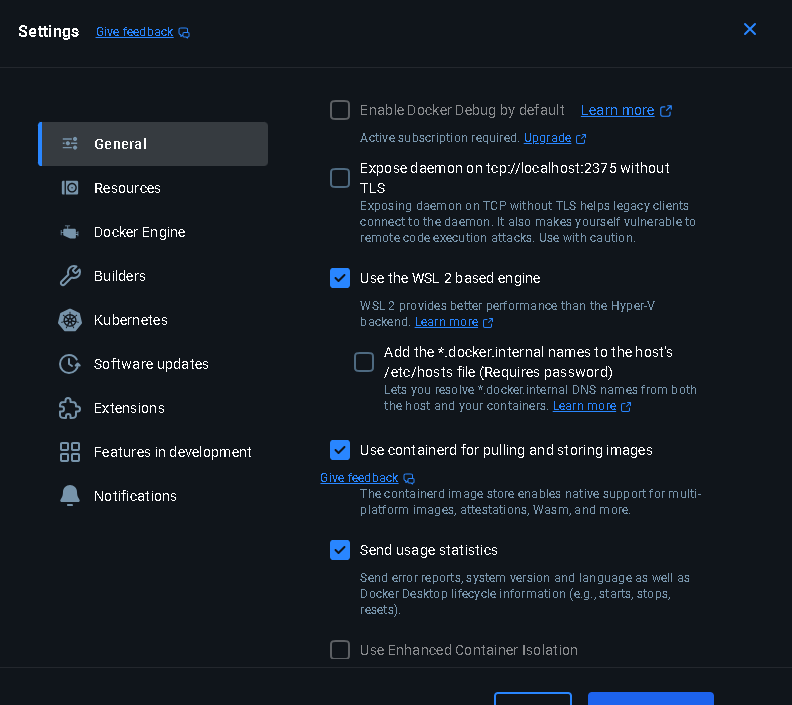 Settings Give feedback
General
Resources
Docker Engine
Builders
Kubernetes
Software updates
Extensions
Features in development
Notifications
Enable Docker Debug by default Learn more
Active subscription required. Upgrade
Expose daemon on tcp://localhost:2375 without
TLS
Exposing daemon on TCP without TLS helps legacy clients
connect to the daemon. It also makes yourself vulnerable to
remote code execution attacks. Use with caution.
Use the WSL 2 based engine
WSL 2 provides better performance than the Hyper-V
backend. Learn more
Add the *.docker.internal names to the host's
/etc/hosts file (Requires password)
Lets you resolve *.docker.internal DNS names from both
the host and your containers. Learn more
Use containerd for pulling and storing images
Give feedback
The containerd image store enables native support for multi-
platform images, attestations, Wasm, and more.
Send usage statistics
Send error reports, system version and language as well as
Docker Desktop lifecycle information (e.g., starts, stops,
resets).
Use Enhanced Container Isolation